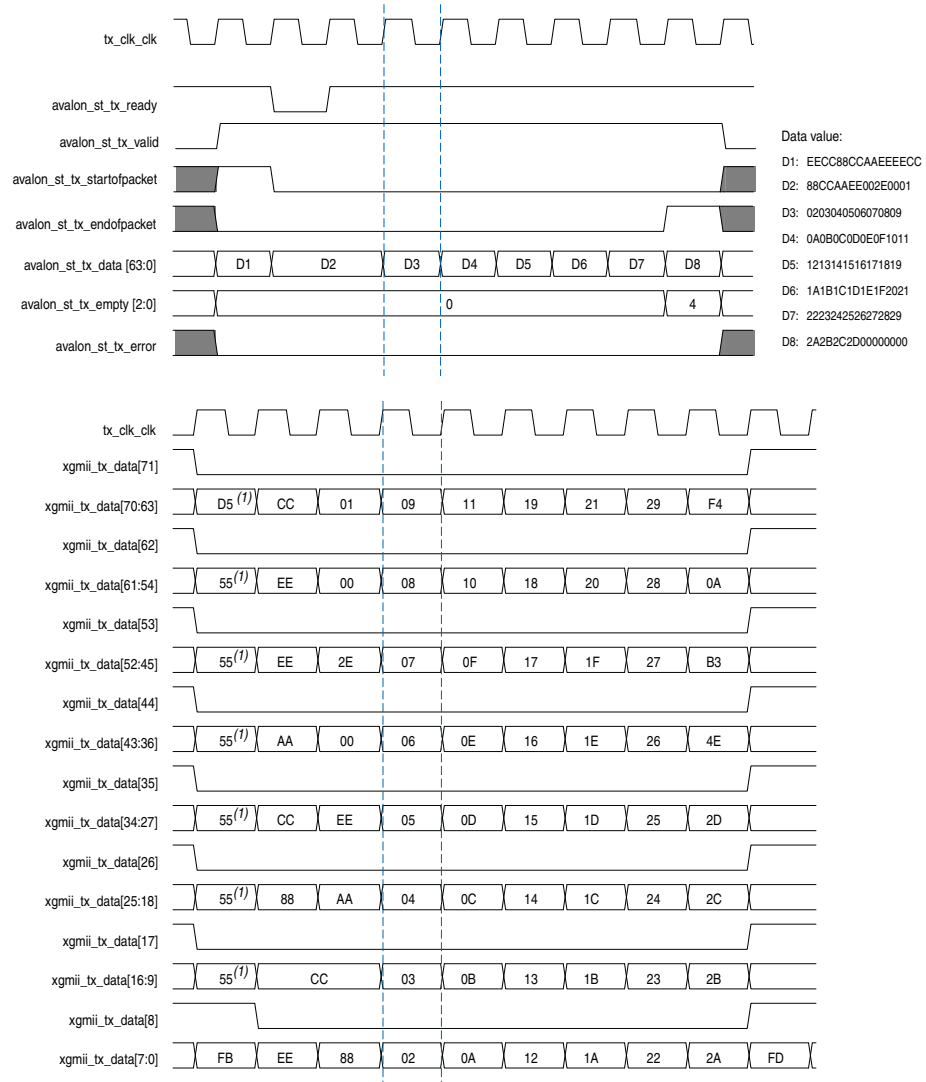 tx_clk_clk
avalon_st_tx_ready
avalon_st_tx_valid
Data value:
D1: EECC88CCAAEEEECC
avalon_st_tx_startofpacket
D2: 88CCAAEE002E0001
D3: 0203040506070809
avalon_st_tx_endofpacket
D4: 0A0B0C0D0E0F1011
avalon_st_tx_data [63:0] D1 D2 D3 D4 D5 D6 D7 D8
D5: 1213141516171819
D6: 1A1B1C1D1E1F2021
avalon_st_tx_empty [2:0] 0 4
D7: 2223242526272829
avalon_st_tx_error
D8: 2A2B2C2D00000000
tx_clk_clk
xgmii_tx_data[71]
xgmii_tx_data[70:63] D5 (1) CC 01 09 11 19 21 29 F4
xgmii_tx_data[62]
xgmii_tx_data[61:54] 55(1) EE 00 08 10 18 20 28 0A
xgmii_tx_data[53]
xgmii_tx_data[52:45] 55(1) EE 2E 07 0F 17 1F 27 B3
xgmii_tx_data[44]
xgmii_tx_data[43:36] 55(1) AA 00 06 0E 16 1E 26 4E
xgmii_tx_data[35]
xgmii_tx_data[34:27] 55(1) CC EE 05 0D 15 1D 25 2D
xgmii_tx_data[26]
xgmii_tx_data[25:18] 55(1) 88 AA 04 0C 14 1C 24 2C
xgmii_tx_data[17]
xgmii_tx_data[16:9] 55(1) CC 03 0B 13 1B 23 2B
xgmii_tx_data[8]
xgmii_tx_data[7:0] FB EE 88 02 0A 12 1A 22 2A FD